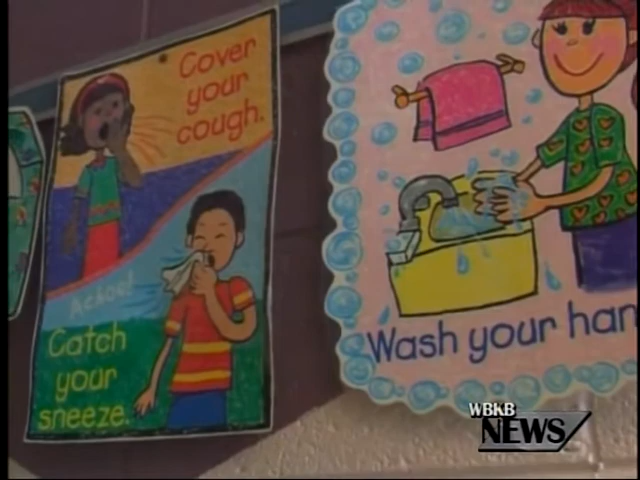 Cover
your
cough.
Achoo!
Catch
your
sneeze.
Wash your han
WBKB
NEWS